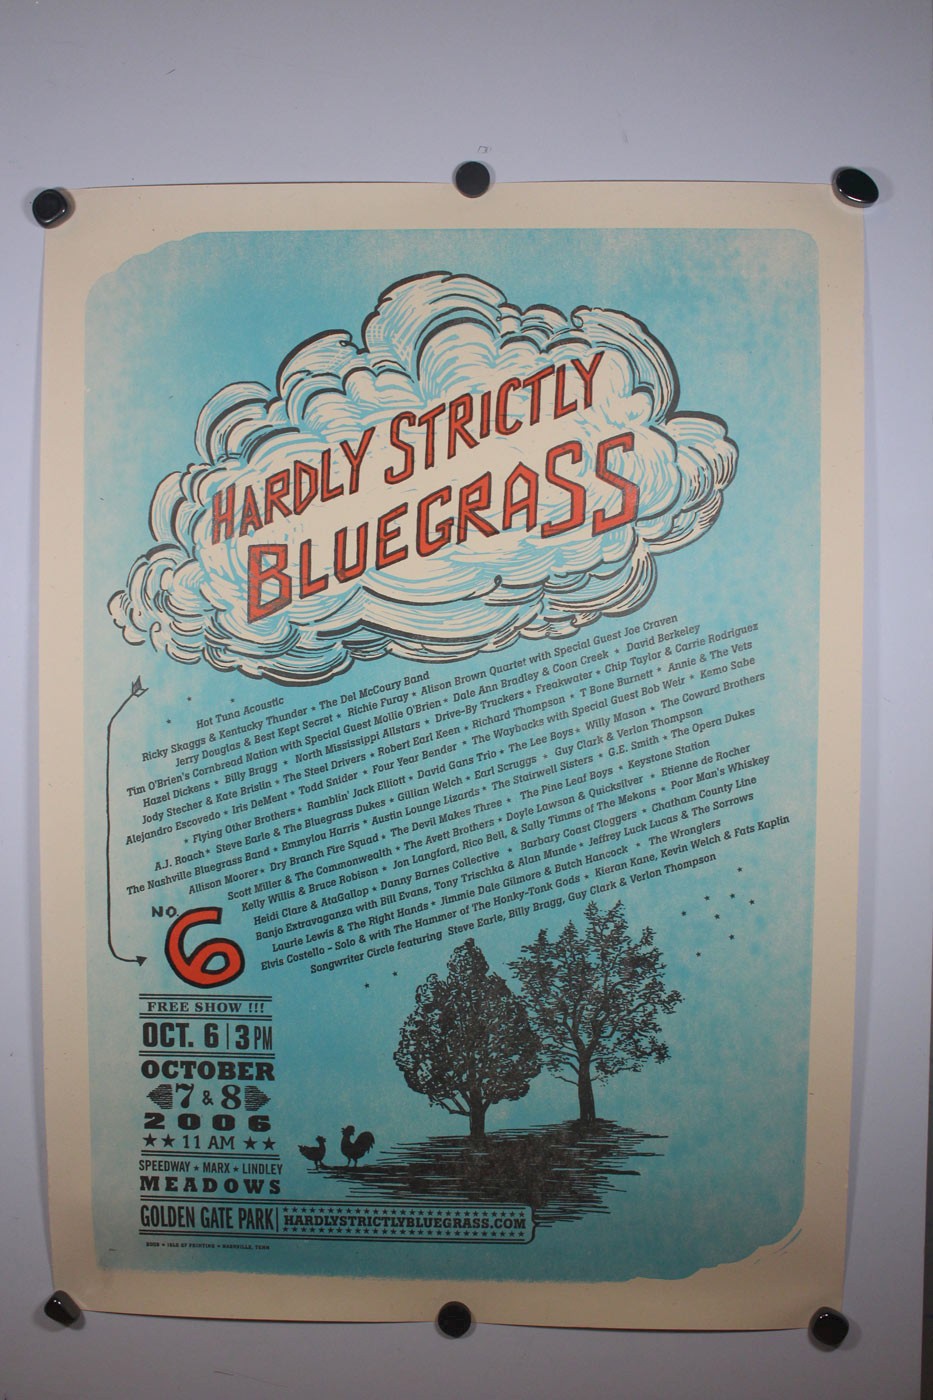 HARDLY STRICTLY
BLUEGRASS
Hot Tuna Acoustic
Ricky Skaggs & Kentucky Thunder ★ The Del McCoury Band
Jerry Douglas & Best Kept Secret ★ Richie Furay ★ Alison Brown Quartet with Special Guest Joe Craven
Tim O'Brien's Cornbread Nation with Special Guest Mollie O'Brien ★ Dale Ann Bradley & Coon Creek ★ David Berkeley
Hazel Dickens ★ Billy Bragg ★ North Mississippi Allstars ★ Drive-By Truckers ★ Freakwater ★ Chip Taylor & Carrie Rodriguez
Jody Stecher & Kate Brislin ★ The Steel Drivers ★ Robert Earl Keen ★ Richard Thompson ★ T Bone Burnett ★ Annie & The Vets
Alejandro Escovedo ★ Iris DeMent ★ Todd Snider ★ Four Year Bender ★ The Waybacks with Special Guest Bob Weir ★ Kemo Sabe
★ Flying Other Brothers ★ Ramblin' Jack Elliott ★ David Gans Trio ★ The Lee Boys ★ Willy Mason ★ The Coward Brothers
A.J. Roach ★ Steve Earle & The Bluegrass Dukes ★ Gillian Welch ★ Earl Scruggs ★ Guy Clark & Verlon Thompson
The Nashville Bluegrass Band ★ Emmylou Harris ★ Austin Lounge Lizards ★ The Stairwell Sisters ★ G.E. Smith ★ The Opera Dukes
Allison Moorer ★ Dry Branch Fire Squad ★ The Devil Makes Three ★ The Pine Leaf Boys ★ Keystone Station
Scott Miller & The Commonwealth ★ The Avett Brothers ★ Doyle Lawson & Quicksilver ★ Etienne de Rocher
Kelly Willis & Bruce Robison ★ Jon Langford, Rico Bell, & Sally Timms of The Mekons ★ Poor Man's Whiskey
Heidi Clare & AtaGallop ★ Danny Barnes Collective ★ Barbary Coast Cloggers ★ Chatham County Line
Banjo Extravaganza with Bill Evans, Tony Trischka & Alan Munde ★ Jeffrey Luck Lucas & The Sorrows
Laurie Lewis & The Right Hands ★ Jimmie Dale Gilmore & Butch Hancock ★ The Wronglers
Elvis Costello – Solo & with The Hammer of The Honky-Tonk Gods ★ Kieran Kane, Kevin Welch & Fats Kaplin
Songwriter Circle featuring Steve Earle, Billy Bragg, Guy Clark & Verlon Thompson
NO. 6
FREE SHOW !!!
OCT. 6 | 3 PM
OCTOBER
7 & 8
2006
★ ★ 11 AM ★ ★
SPEEDWAY ★ MARX ★ LINDLEY
MEADOWS
GOLDEN GATE PARK | HARDLYSTRICTLYBLUEGRASS.COM
ISLE OF PRINTING ★ NASHVILLE, TENN